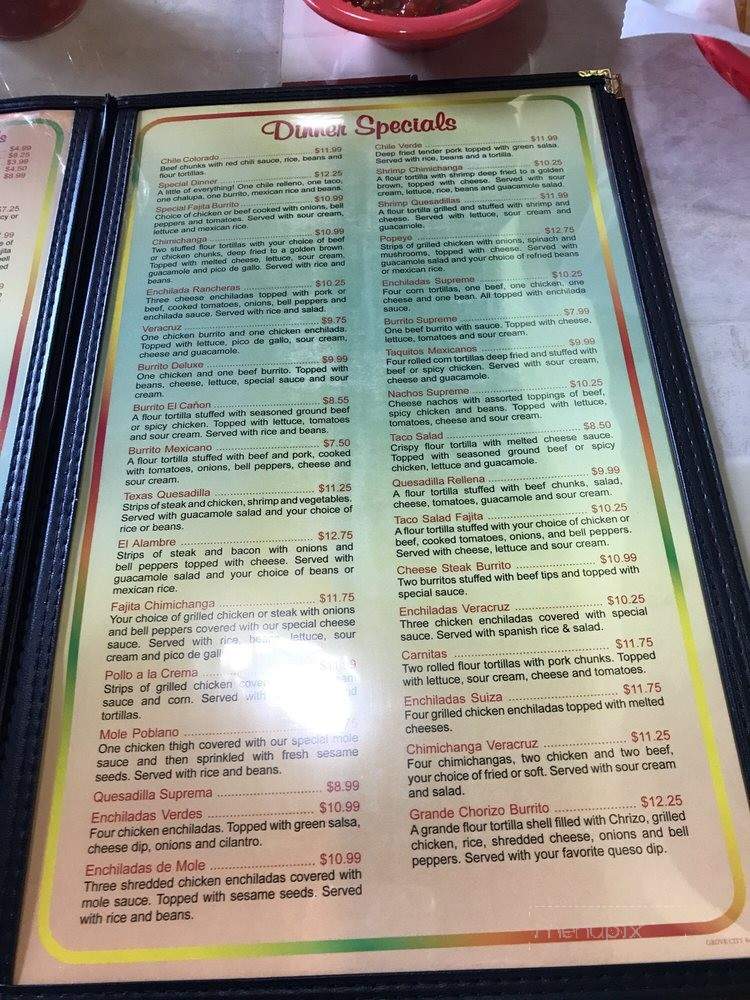 $4.99
$8.25
$3.99
$4.50
$8.99
Dinner Specials
Chile Colorado $11.99
Beef chunks with red chili sauce, rice, beans and
flour tortillas.
Special Dinner $12.25
A little of everything! One chile relleno, one taco,
one chalupa, one burrito, mexican rice and beans.
Special Fajita Burrito $10.99
Choice of chicken or beef cooked with onions, bell
peppers and tomatoes. Served with sour cream,
lettuce and mexican rice.
Chimichanga $10.99
Two stuffed flour tortillas with your choice of beef
or chicken chunks, deep fried to a golden brown.
Topped with melted cheese, lettuce, sour cream,
guacamole and pico de gallo. Served with rice and
beans.
Enchilada Rancheras $10.25
Three cheese enchiladas topped with pork or
beef, cooked tomatoes, onions, bell peppers and
enchilada sauce. Served with rice and salad.
Veracruz $9.75
One chicken burrito and one chicken enchilada.
Topped with lettuce, pico de gallo, sour cream,
cheese and guacamole.
Burrito Deluxe $9.99
One chicken and one beef burrito. Topped with
beans, cheese, lettuce, special sauce and sour
cream.
Burrito El Cañon $8.55
A flour tortilla stuffed with seasoned ground beef
or spicy chicken. Topped with lettuce, tomatoes
and sour cream. Served with rice and beans.
Burrito Mexicano $7.50
A flour tortilla stuffed with beef and pork, cooked
with tomatoes, onions, bell peppers, cheese and
sour cream.
Texas Quesadilla $11.25
Strips of steak and chicken, shrimp and vegetables.
Served with guacamole salad and your choice of
rice or beans.
El Alambre $12.75
Strips of steak and bacon with onions and
bell peppers topped with cheese. Served with
guacamole salad and your choice of beans or
mexican rice.
Fajita Chimichanga $11.75
Your choice of grilled chicken or steak with onions
and bell peppers covered with our special cheese
sauce. Served with rice, beans, lettuce, sour
cream and pico de gallo
Pollo a la Crema
Strips of grilled chicken
sauce and corn. Served with
tortillas.
Mole Poblano
One chicken thigh covered with our special mole
sauce and then sprinkled with fresh sesame
seeds. Served with rice and beans.
Quesadilla Suprema $8.99
Enchiladas Verdes $10.99
Four chicken enchiladas. Topped with green salsa,
cheese dip, onions and cilantro.
Enchiladas de Mole $10.99
Three shredded chicken enchiladas covered with
mole sauce. Topped with sesame seeds. Served
with rice and beans.
Chile Verde $11.99
Deep fried tender pork topped with green salsa.
Served with rice, beans and a tortilla.
Shrimp Chimichanga $10.25
A flour tortilla with shrimp deep fried to a golden
brown, topped with cheese. Served with sour
cream, lettuce, rice, beans and guacamole salad.
Shrimp Quesadillas $11.99
A flour tortilla grilled and stuffed with shrimp and
cheese. Served with lettuce, sour cream and
guacamole.
Popeye $12.75
Strips of grilled chicken with onions, spinach and
mushrooms, topped with cheese. Served with
guacamole salad and your choice of refried beans
or mexican rice.
Enchiladas Supreme $10.25
Four corn tortillas, one beef, one chicken, one
cheese and one bean. All topped with enchilada
sauce.
Burrito Supreme $7.99
One beef burrito with sauce. Topped with cheese,
lettuce, tomatoes and sour cream.
Taquitos Mexicanos $9.99
Four rolled corn tortillas deep fried and stuffed with
beef or spicy chicken. Served with sour cream,
cheese and guacamole.
Nachos Supreme $10.25
Cheese nachos with assorted toppings of beef,
spicy chicken and beans. Topped with lettuce,
tomatoes, cheese and sour cream.
Taco Salad $8.50
Crispy flour tortilla with melted cheese sauce.
Topped with seasoned ground beef or spicy
chicken, lettuce and guacamole.
Quesadilla Rellena $9.99
A flour tortilla stuffed with beef chunks, salad,
cheese, tomatoes, guacamole and sour cream.
Taco Salad Fajita $10.25
A flour tortilla stuffed with your choice of chicken or
beef, cooked tomatoes, onions, and bell peppers.
Served with cheese, lettuce and sour cream.
Cheese Steak Burrito $10.99
Two burritos stuffed with beef tips and topped with
special sauce.
Enchiladas Veracruz $10.25
Three chicken enchiladas covered with special
sauce. Served with spanish rice & salad.
Carnitas $11.75
Two rolled flour tortillas with pork chunks. Topped
with lettuce, sour cream, cheese and tomatoes.
Enchiladas Suiza $11.75
Four grilled chicken enchiladas topped with melted
cheeses.
Chimichanga Veracruz $11.25
Four chimichangas, two chicken and two beef,
your choice of fried or soft. Served with sour cream
and salad.
Grande Chorizo Burrito $12.25
A grande flour tortilla shell filled with Chrizo, grilled
chicken, rice, shredded cheese, onions and bell
peppers. Served with your favorite queso dip.
menupix
GROVE CITY